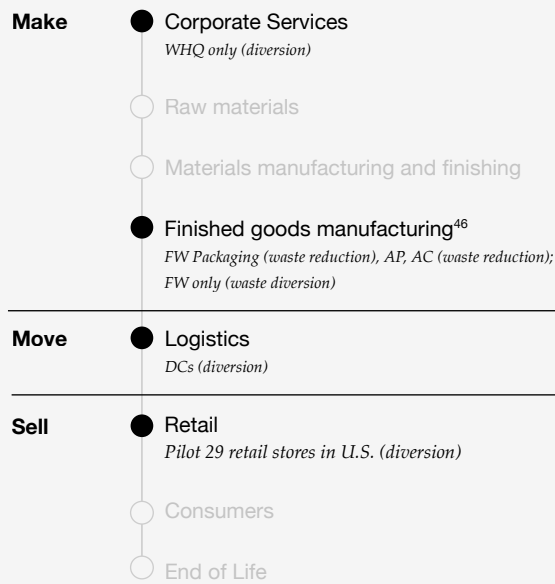 Make
Corporate Services
WHQ only (diversion)
Raw materials
Materials manufacturing and finishing
Finished goods manufacturing46
FW Packaging (waste reduction), AP, AC (waste reduction);
FW only (waste diversion)
Move
Logistics
DCs (diversion)
Sell
Retail
Pilot 29 retail stores in U.S. (diversion)
Consumers
End of Life